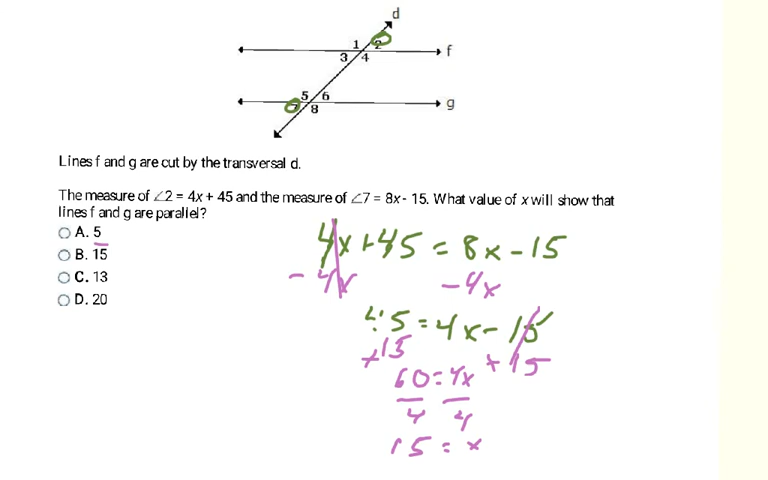 d
1 2
f
3 4
5 6
g
7 8
Lines f and g are cut by the transversal d.
The measure of ∠2 = 4x + 45 and the measure of ∠7 = 8x - 15. What value of x will show that
lines f and g are parallel?
A. 5
B. 15
C. 13
D. 20
4x+45 = 8x-15
-4x -4x
45 = 4x-15
+15 +15
60=4x
4 4
15 = x